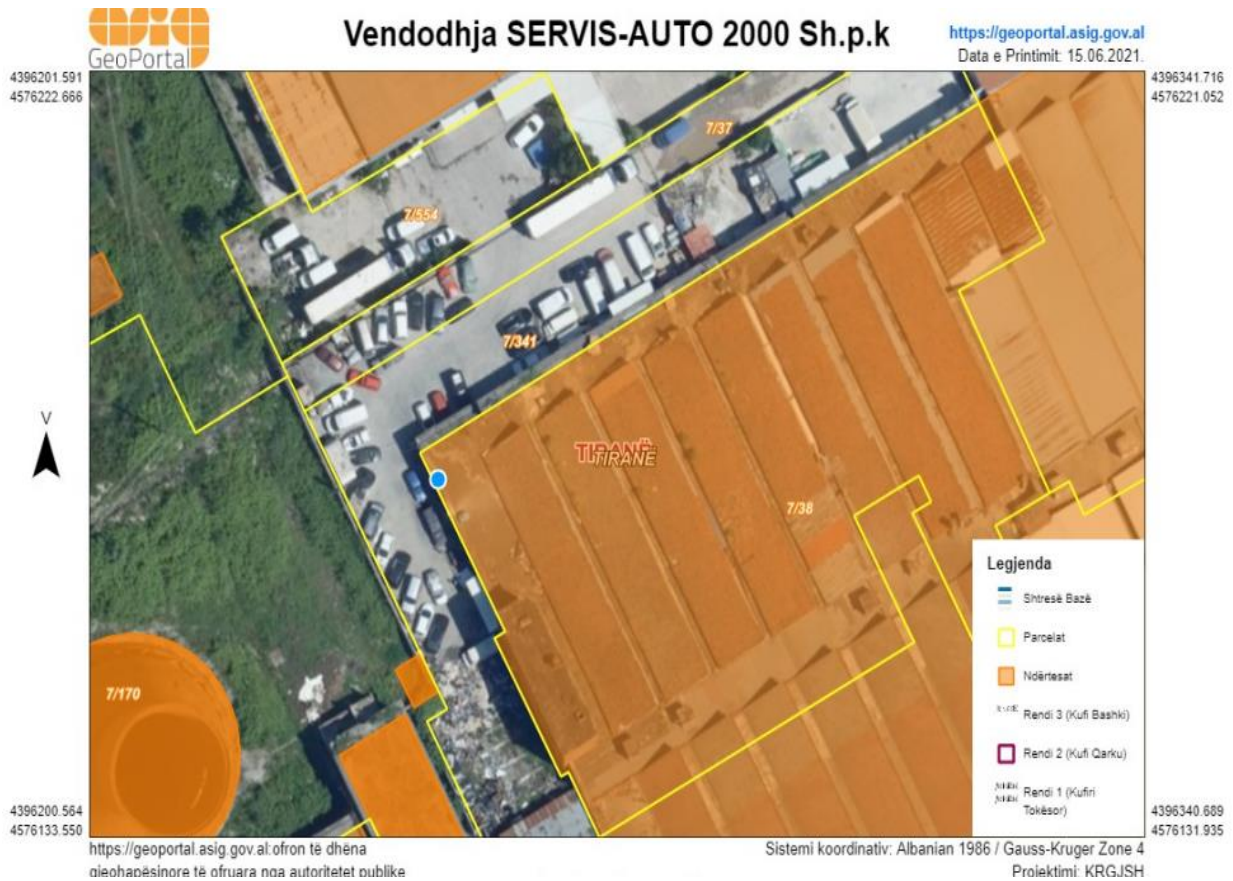 asig
GeoPortal
Vendodhja SERVIS-AUTO 2000 Sh.p.k
https://geoportal.asig.gov.al
Data e Printimit: 15.06.2021.
4396201.591
4576222.666
4396341.716
4576221.052
7/37
7/554
7/341
V
TIRANË
TIRANË
7/38
7/170
Legjenda
Shtresë Bazë
Parcelat
Ndërtesat
Rendi 3 (Kufi Bashki)
Rendi 2 (Kufi Qarku)
Rendi 1 (Kufiri
Tokësor)
4396200.564
4576133.550
4396340.689
4576131.935
https://geoportal.asig.gov.al:ofron të dhëna
gjeohapësinore të ofruara nga autoritetet publike
Sistemi koordinativ: Albanian 1986 / Gauss-Kruger Zone 4
Projektimi: KRGJSH